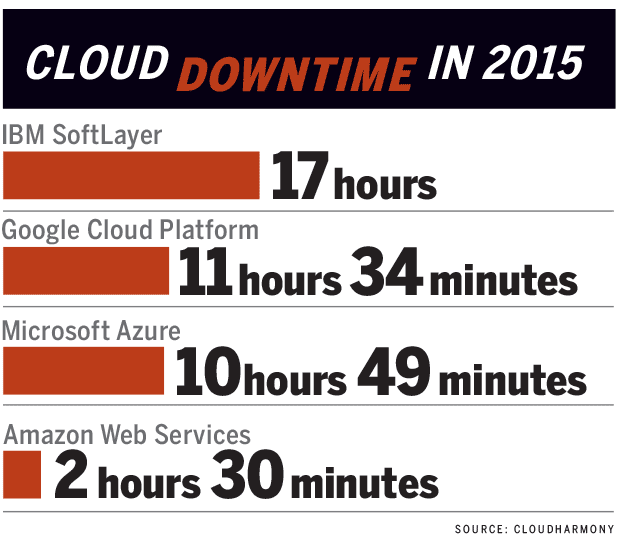 CLOUD DOWNTIME IN 2015
IBM SoftLayer
17 hours
Google Cloud Platform
11 hours 34 minutes
Microsoft Azure
10 hours 49 minutes
Amazon Web Services
2 hours 30 minutes
SOURCE: CLOUDHARMONY